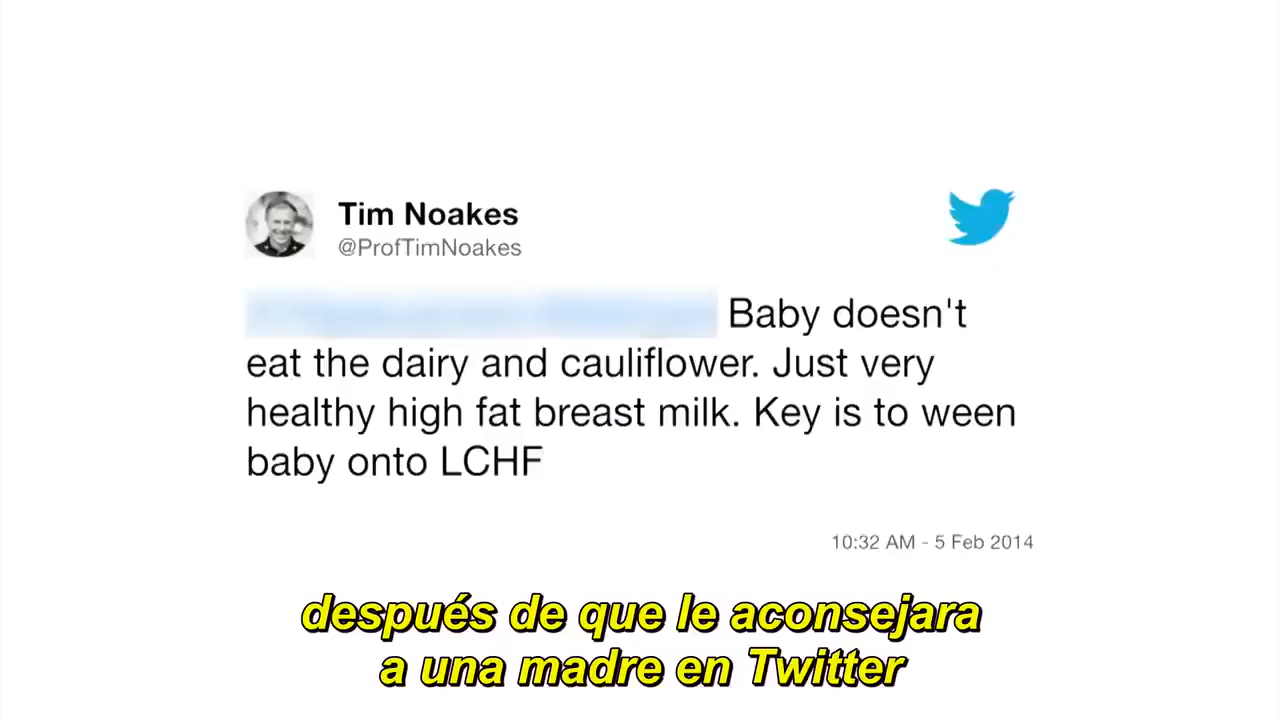 Tim Noakes
@ProfTimNoakes
Baby doesn't
eat the dairy and cauliflower. Just very
healthy high fat breast milk. Key is to ween
baby onto LCHF
10:32 AM - 5 Feb 2014
después de que le aconsejara
a una madre en Twitter